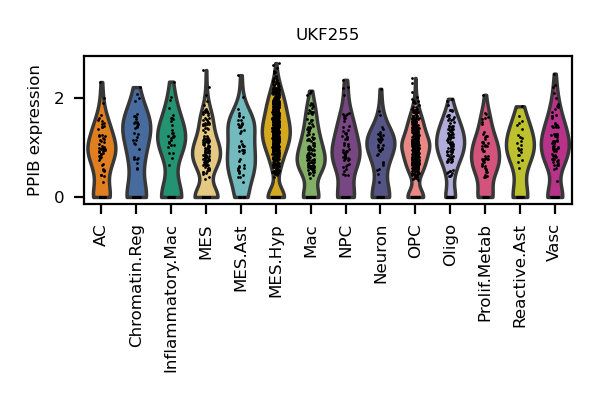 UKF255
PPIB expression
2
0
AC
Chromatin.Reg
Inflammatory.Mac
MES
MES.Ast
MES.Hyp
Mac
NPC
Neuron
OPC
Oligo
Prolif.Metab
Reactive.Ast
Vasc